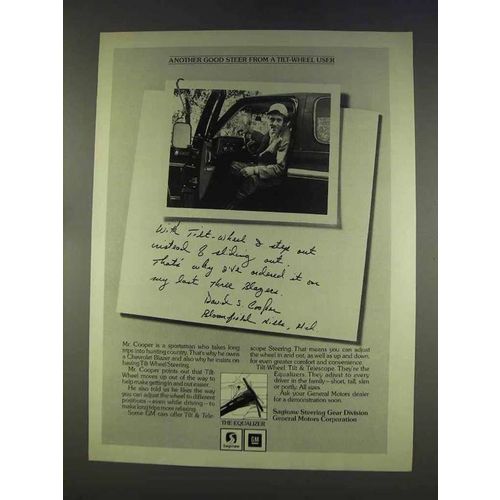 ANOTHER GOOD STEER FROM A TILT-WHEEL USER
With Tilt-Wheel I step out
instead of sliding out.
That's why I've ordered it on
my last three Blazers.
David S. Cooper
Bloomfield Hills, Mich
Mr. Cooper is a sportsman who takes long
trips into hunting country. That's why he owns
a Chevrolet Blazer and also why he insists on
having Tilt-Wheel Steering.
Mr. Cooper points out that Tilt-
Wheel moves up out of the way to
help make getting in and out easier.
He also told us he likes the way
you can adjust the wheel to different
positions—even while driving—to
make long trips more relaxing.
Some GM cars offer Tilt & Tele-
scope Steering. That means you can adjust
the wheel in and out, as well as up and down,
for even greater comfort and convenience.
Tilt-Wheel. Tilt & Telescope. They're the
Equalizers. They adjust to every
driver in the family—short, tall, slim
or portly. All sizes.
Ask your General Motors dealer
for a demonstration soon.
Saginaw Steering Gear Division
General Motors Corporation
THE EQUALIZER
Saginaw
GM